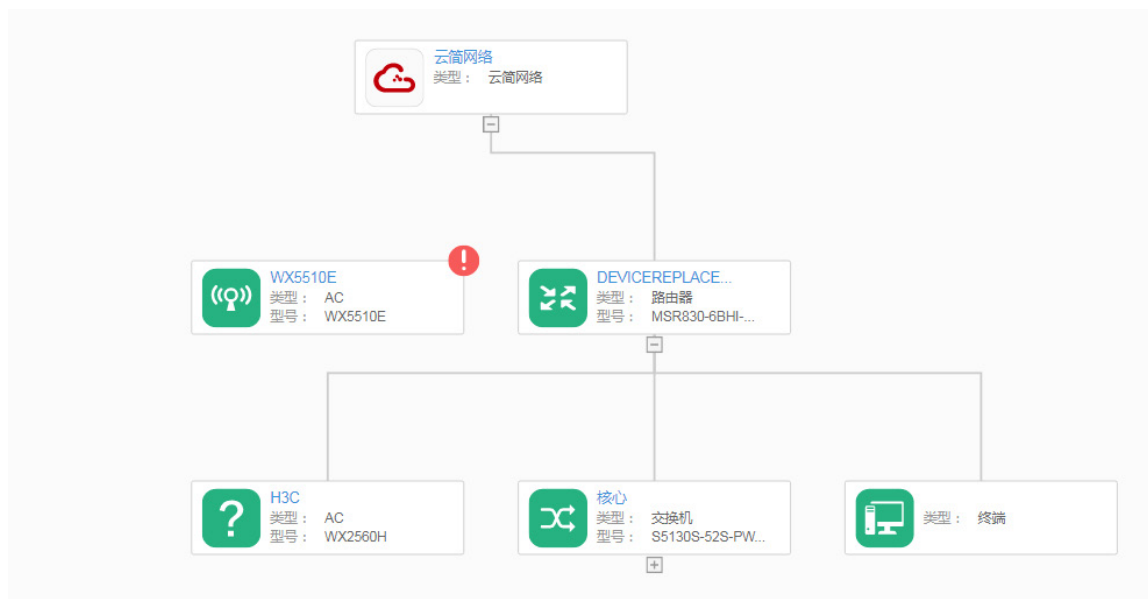 云简网络
类型： 云简网络
WX5510E
类型： AC
型号： WX5510E
DEVICEREPLACE...
类型： 路由器
型号： MSR830-6BHI-...
H3C
类型： AC
型号： WX2560H
核心
类型： 交换机
型号： S5130S-52S-PW...
类型： 终端